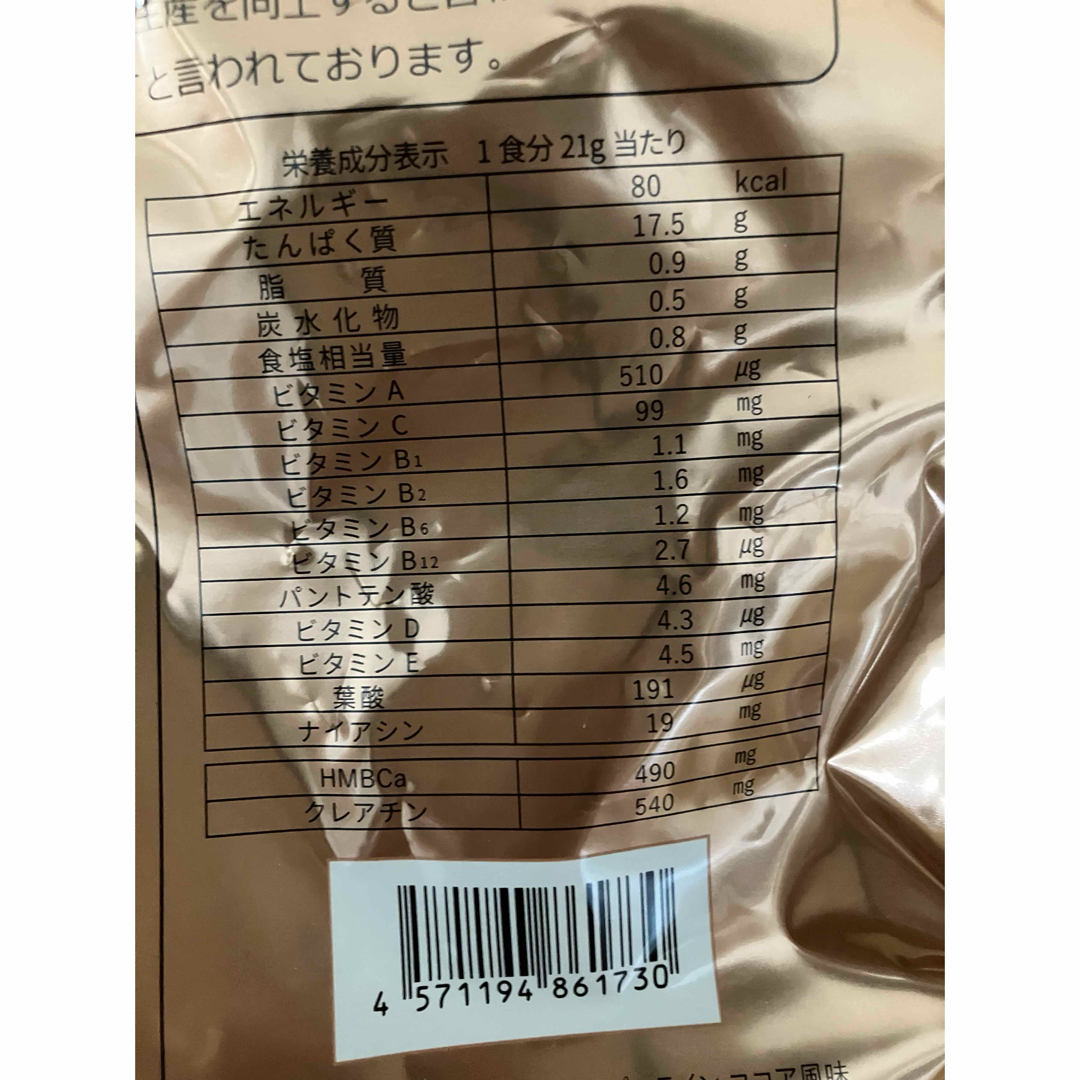 と言われております。
栄養成分表示 1食分21g当たり
エネルギー 80 kcal
たんぱく質 17.5 g
脂質 0.9 g
炭水化物 0.5 g
食塩相当量 0.8 g
ビタミンA 510 μg
ビタミンC 99 mg
ビタミンB1 1.1 mg
ビタミンB2 1.6 mg
ビタミンB6 1.2 mg
ビタミンB12 2.7 μg
パントテン酸 4.6 mg
ビタミンD 4.3 μg
ビタミンE 4.5 mg
葉酸 191 μg
ナイアシン 19 mg
HMBCa 490 mg
クレアチン 540 mg
4 571194 861730
ココア風味